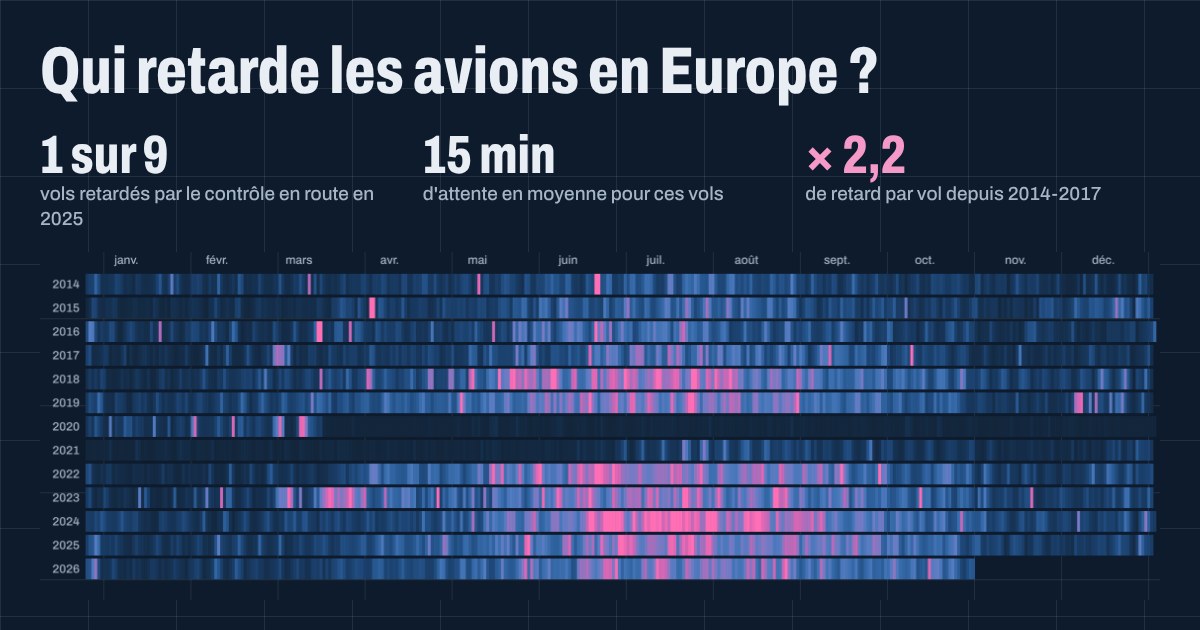 Qui retarde les avions en Europe ?
1 sur 9
vols retardés par le contrôle en route en
2025
15 min
d'attente en moyenne pour ces vols
× 2,2
de retard par vol depuis 2014-2017
janv. févr. mars avr. mai juin juil. août sept. oct. nov. déc.
2014
2015
2016
2017
2018
2019
2020
2021
2022
2023
2024
2025
2026